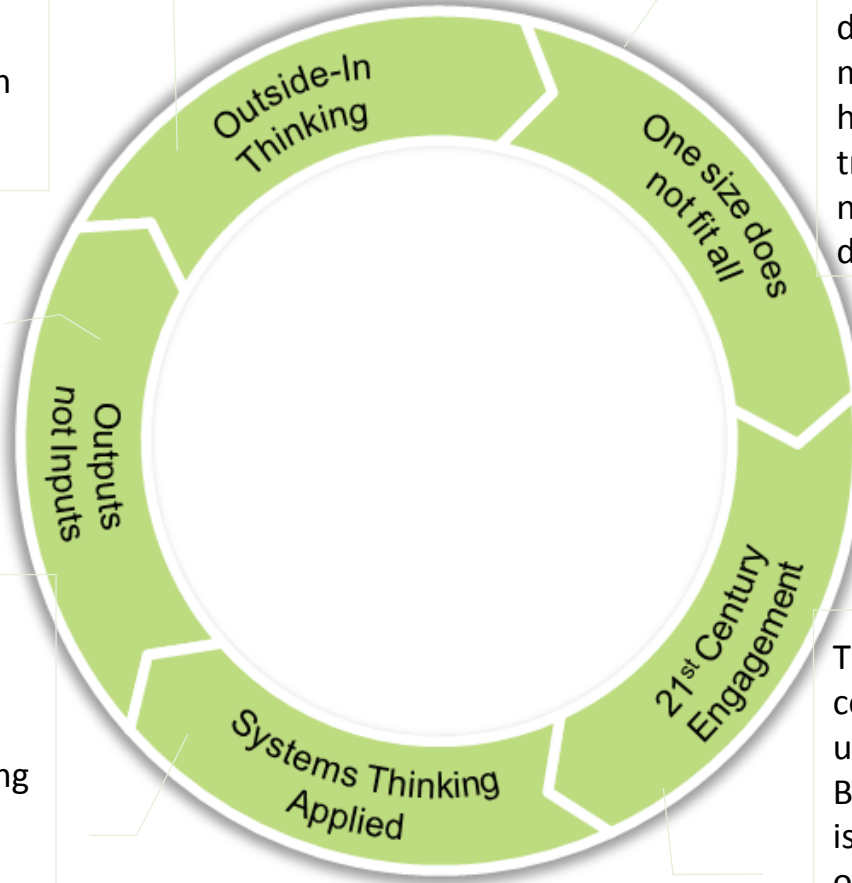 Outside-In
Thinking
One size does
not fit all
21st Century
Engagement
Systems Thinking
Applied
Outputs
not Inputs